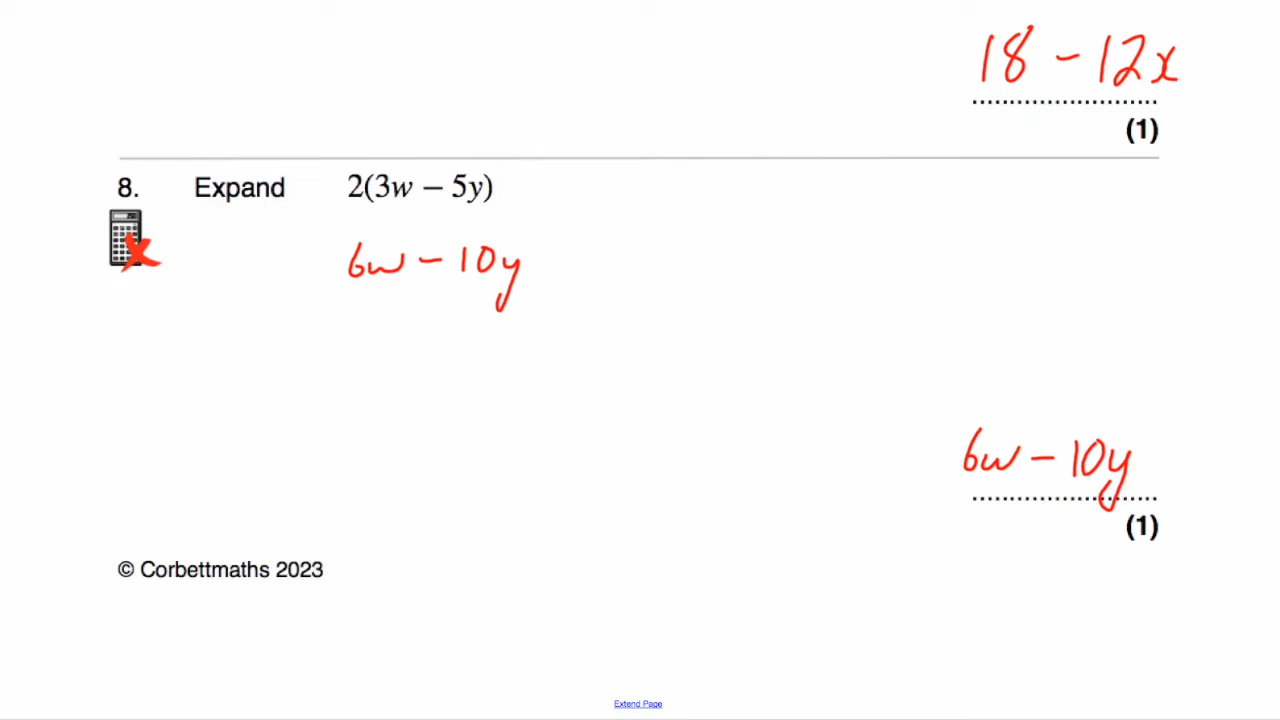 18 - 12x
(1)
8. Expand 2(3w − 5y)
6w - 10y
6w - 10y
(1)
© Corbettmaths 2023
Extend Page